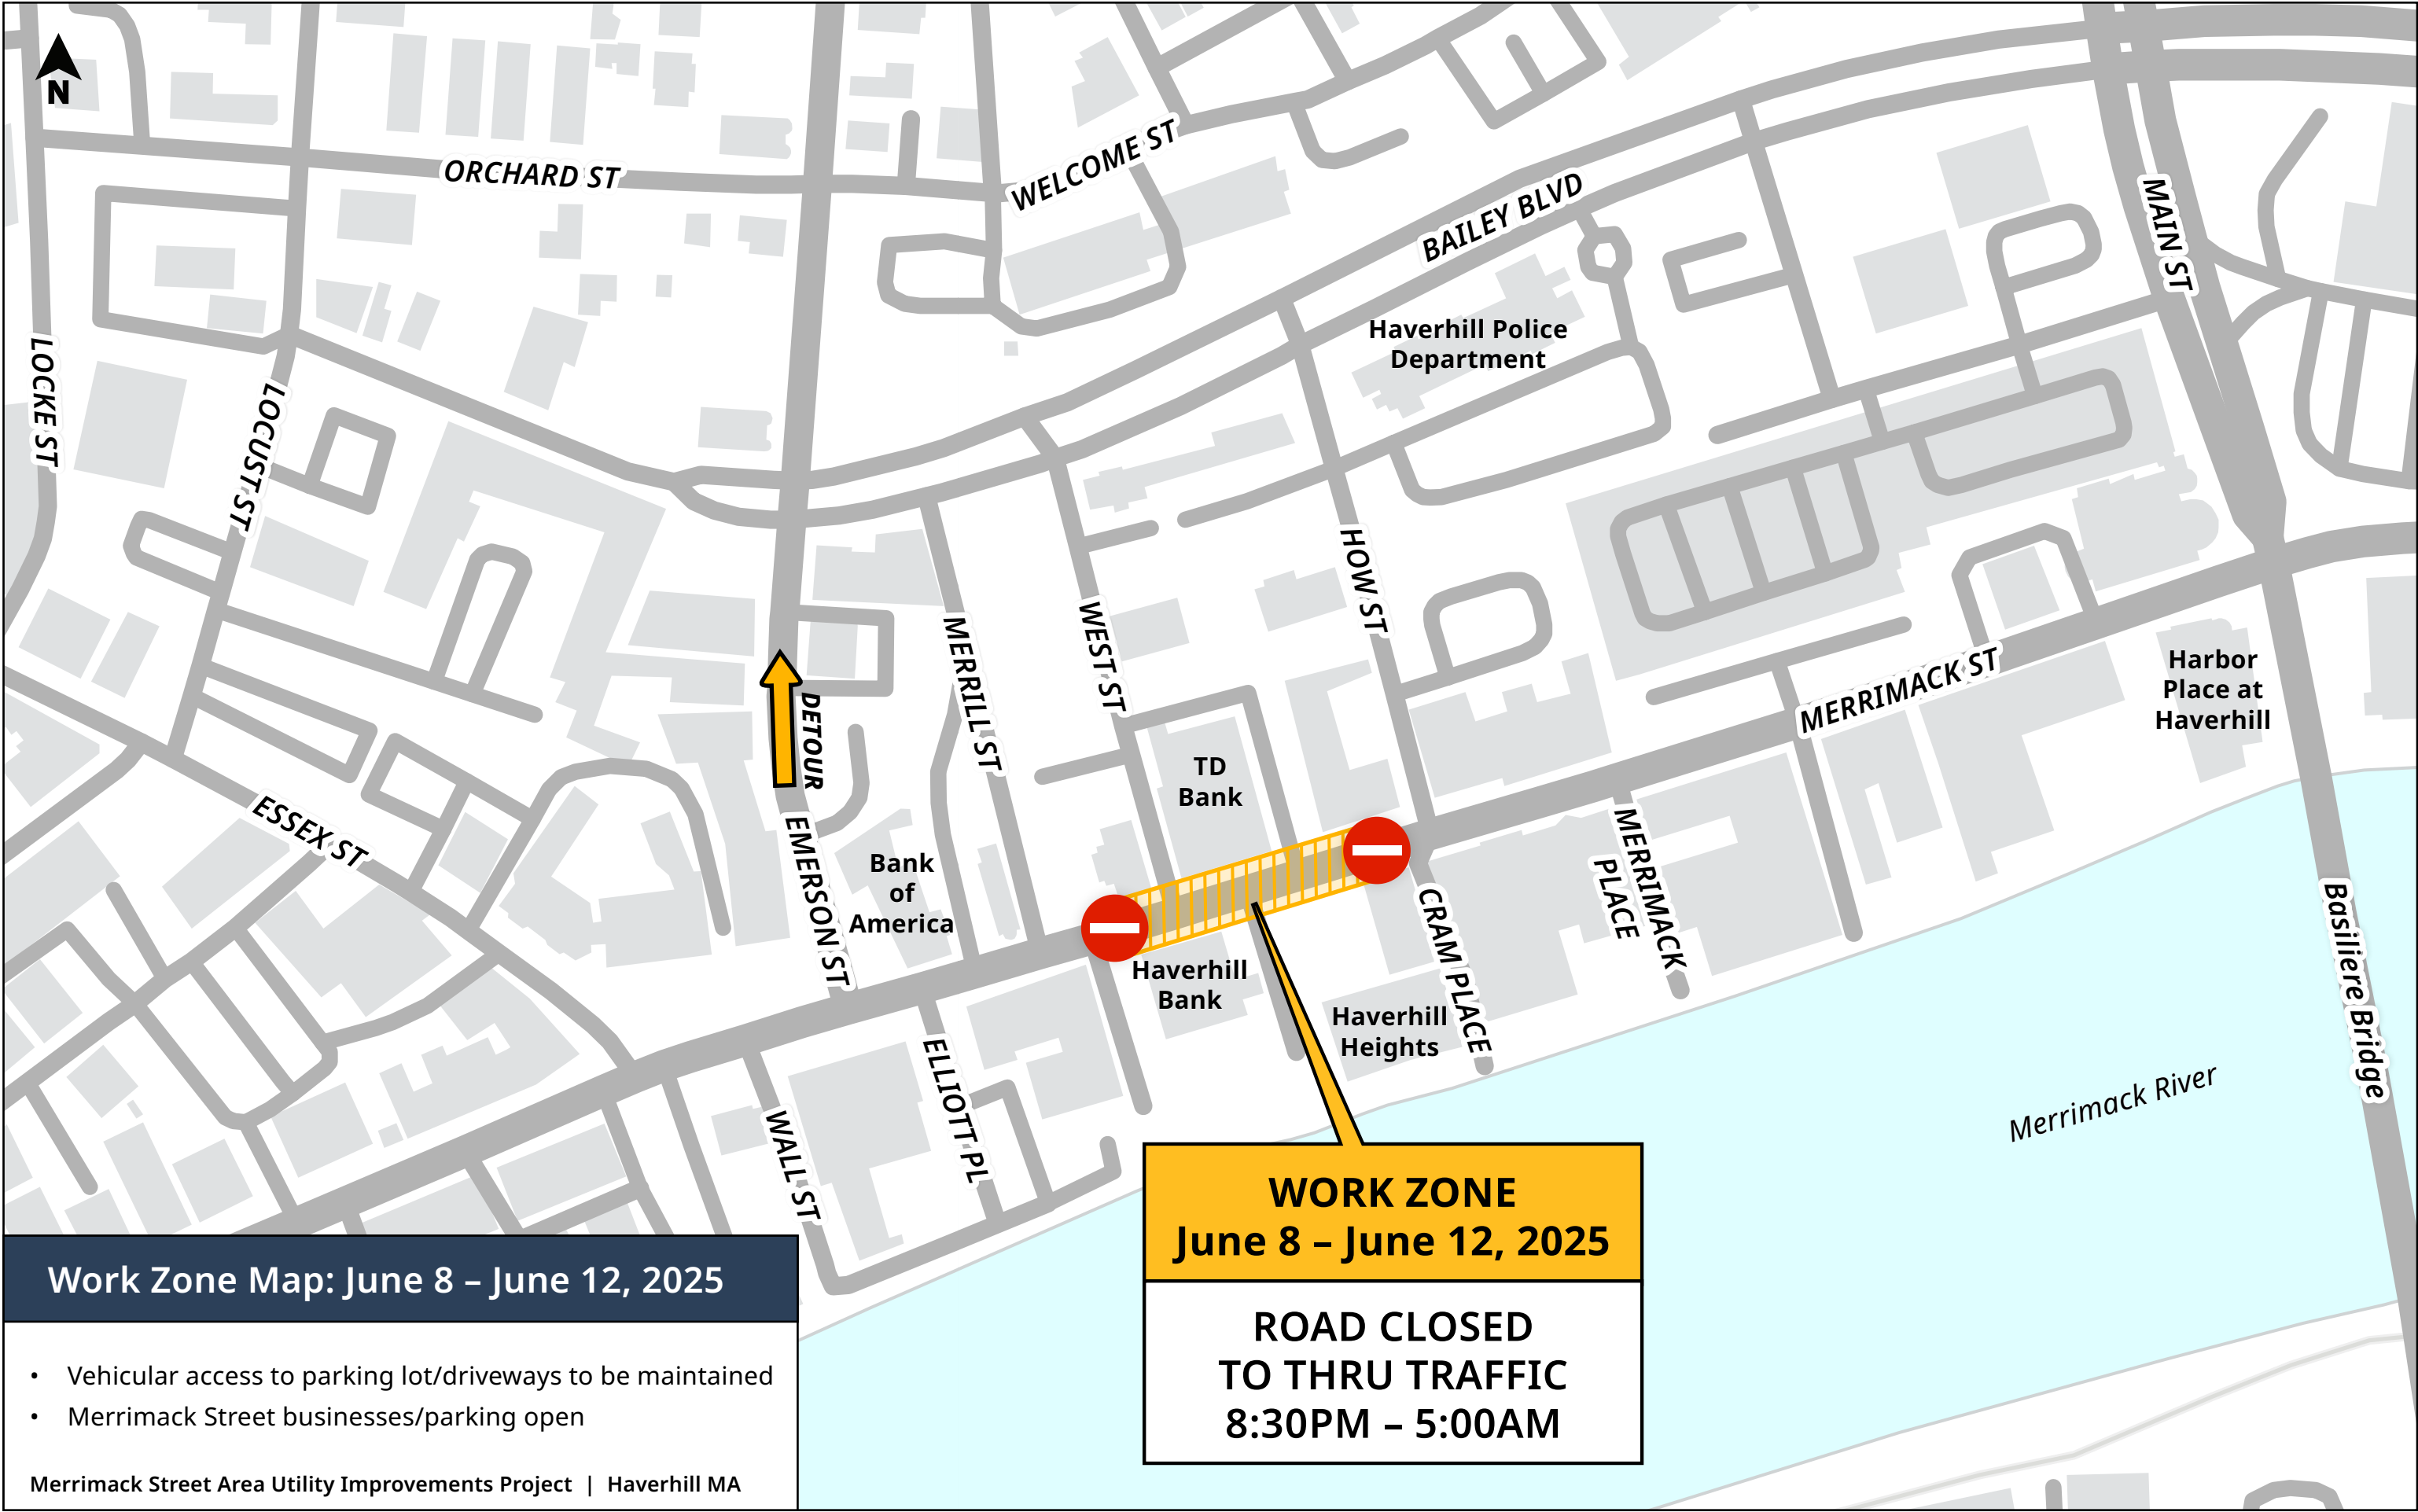 N
ORCHARD ST
WELCOME ST
BAILEY BLVD
MAIN ST
LOCKE ST
LOCUST ST
Haverhill Police
Department
HOW ST
WEST ST
MERRILL ST
DETOUR
EMERSON ST
ESSEX ST
TD
Bank
Bank
of
America
MERRIMACK ST
Harbor
Place at
Haverhill
MERRIMACK
PLACE
CRAM PLACE
Haverhill
Bank
Haverhill
Heights
Basiliere Bridge
ELLIOTT PL
WALL ST
Merrimack River
WORK ZONE
June 8 – June 12, 2025
ROAD CLOSED
TO THRU TRAFFIC
8:30PM – 5:00AM
Work Zone Map: June 8 – June 12, 2025
• Vehicular access to parking lot/driveways to be maintained
• Merrimack Street businesses/parking open
Merrimack Street Area Utility Improvements Project | Haverhill MA